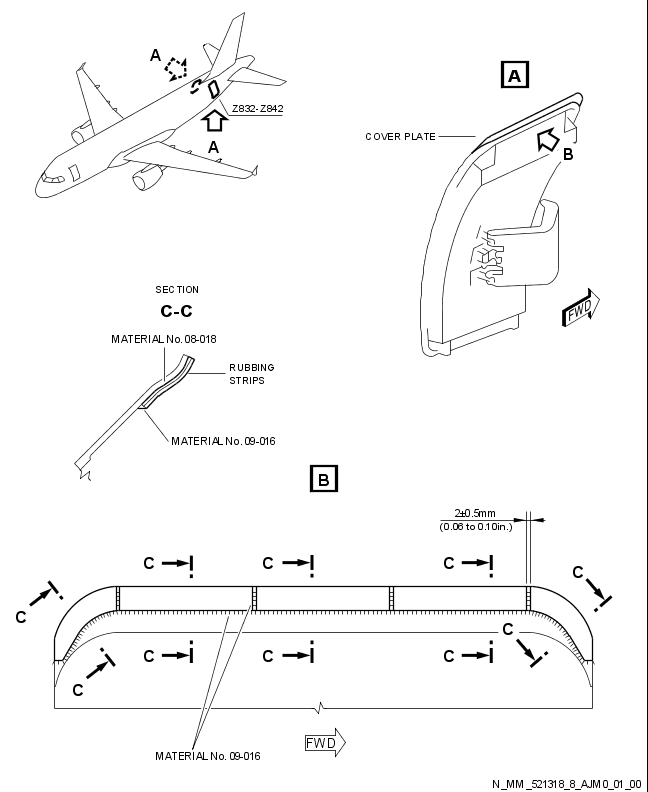 A
Z832-Z842
A
A
COVER PLATE
B
FWD
SECTION
C-C
MATERIAL No. 08-018
RUBBING
STRIPS
MATERIAL No. 09-016
B
2±0.5mm
(0.06 to 0.10in.)
C C C C
C
C
C C C C
MATERIAL No. 09-016
FWD
N_MM_521318_8_AJM0_01_00